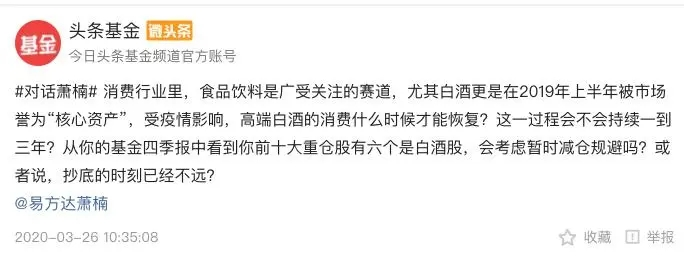 基金
头条基金 微头条
今日头条基金频道官方账号
#对话萧楠# 消费行业里，食品饮料是广受关注的赛道，尤其白酒更是在2019年上半年被市场
誉为“核心资产”，受疫情影响，高端白酒的消费什么时候才能恢复？这一过程会不会持续一到
三年？从你的基金四季报中看到你前十大重仓股有六个是白酒股，会考虑暂时减仓规避吗？或
者说，抄底的时刻已经不远？
@易方达萧楠
2020-03-26 10:35:08 收藏 举报